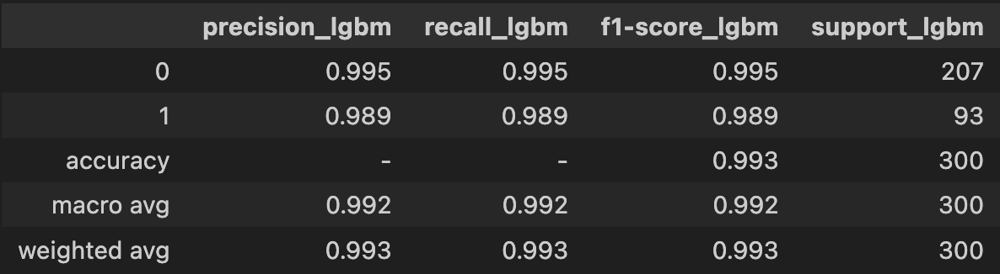 precision_lgbm recall_lgbm f1-score_lgbm support_lgbm
0 0.995 0.995 0.995 207
1 0.989 0.989 0.989 93
accuracy - - 0.993 300
macro avg 0.992 0.992 0.992 300
weighted avg 0.993 0.993 0.993 300